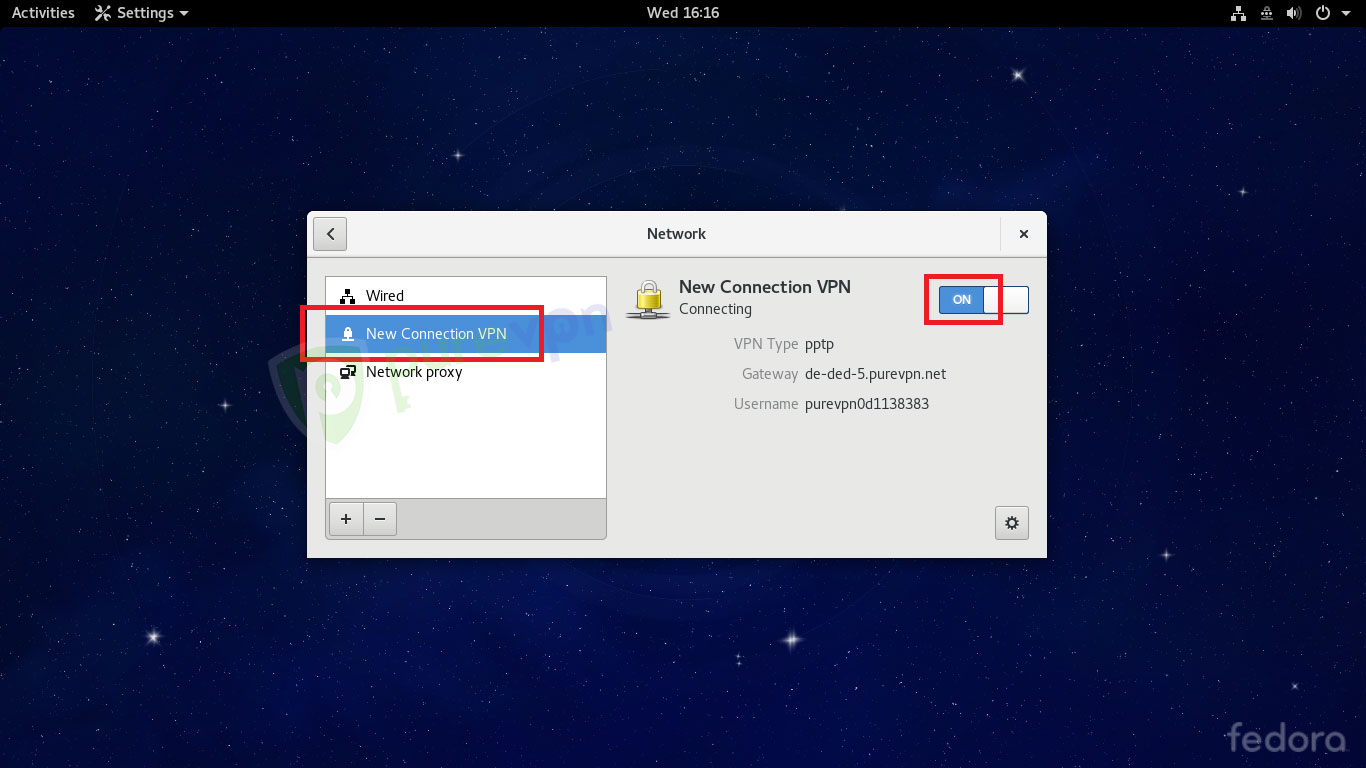 Activities Settings Wed 16:16
Network
Wired
New Connection VPN
Network proxy
purevpn
New Connection VPN
Connecting
ON
VPN Type pptp
Gateway de-ded-5.purevpn.net
Username purevpn0d1138383
fedora